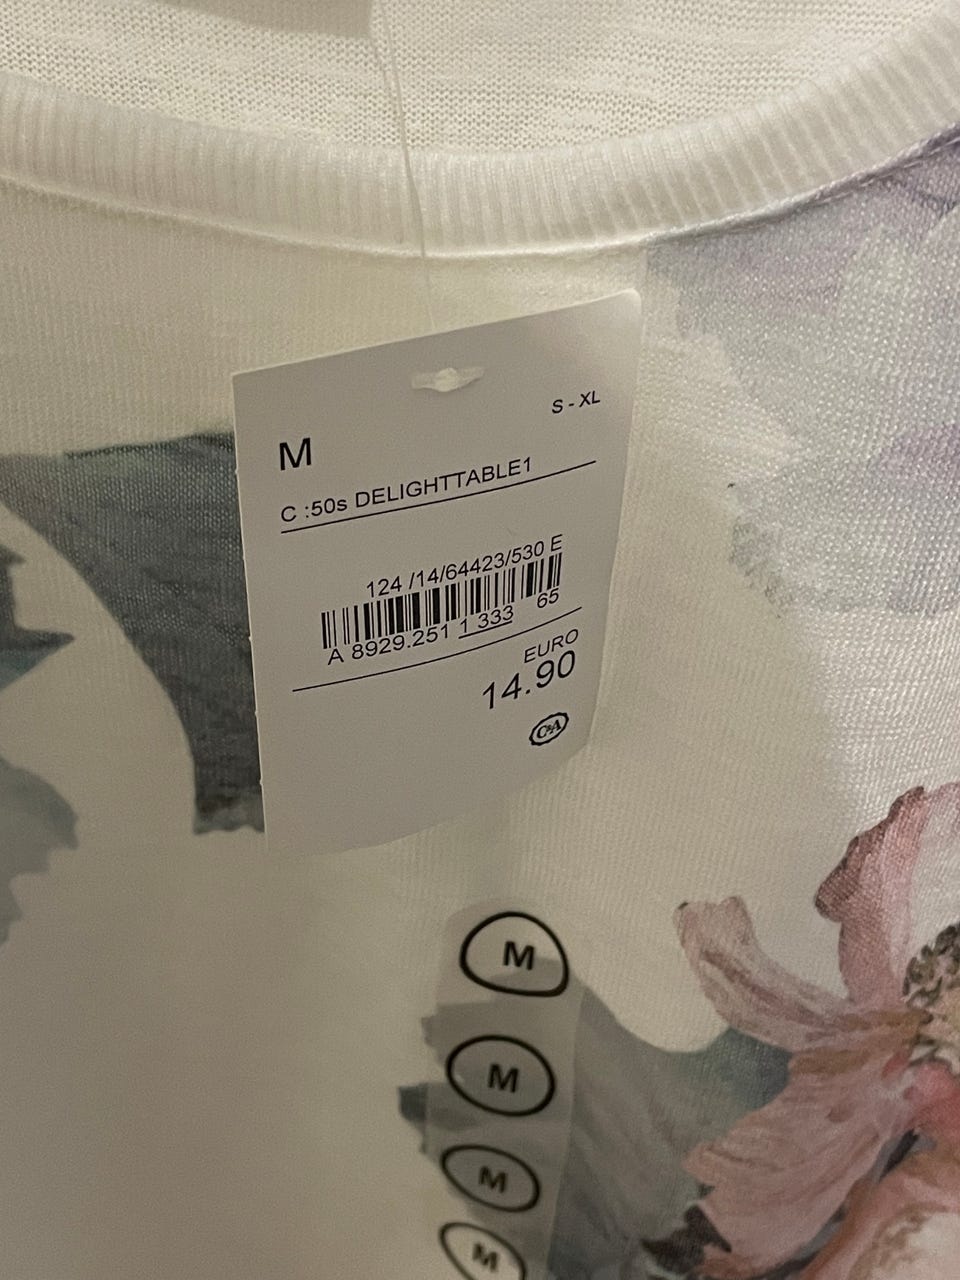 S - XL
M
C :50s DELIGHTTABLE1
124 /14/64423/530 E
A 8929.251 1 333 65
EURO
14.90
C&A
M
M
M
M